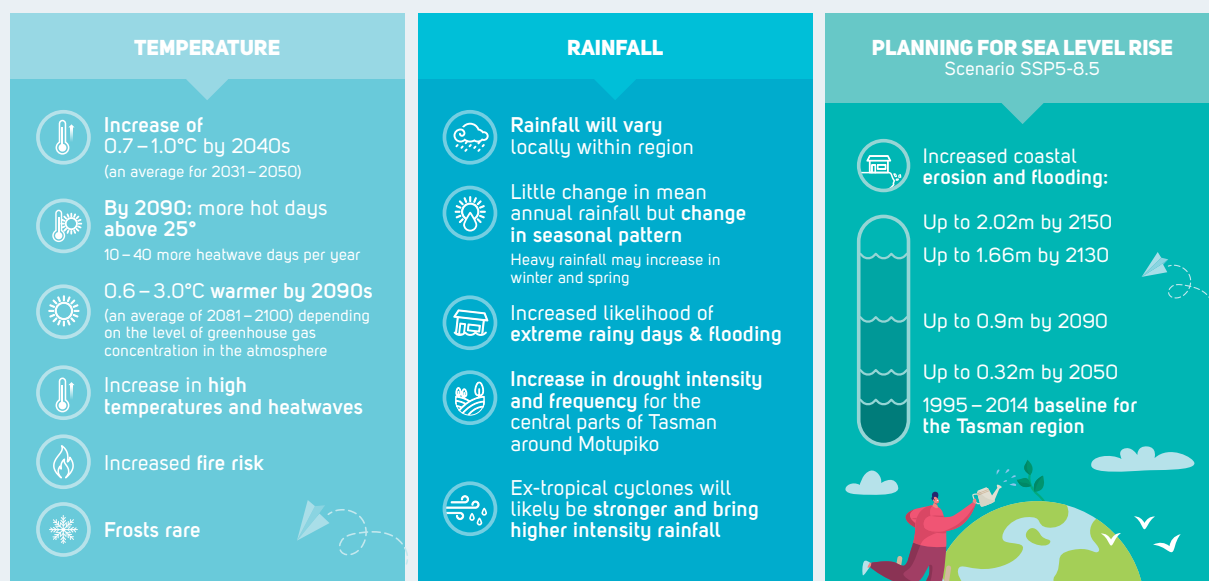 TEMPERATURE
Increase of
0.7–1.0°C by 2040s
(an average for 2031–2050)
By 2090: more hot days
above 25°
10–40 more heatwave days per year
0.6–3.0°C warmer by 2090s
(an average of 2081–2100) depending
on the level of greenhouse gas
concentration in the atmosphere
Increase in high
temperatures and heatwaves
Increased fire risk
Frosts rare
RAINFALL
Rainfall will vary
locally within region
Little change in mean
annual rainfall but change
in seasonal pattern
Heavy rainfall may increase in
winter and spring
Increased likelihood of
extreme rainy days & flooding
Increase in drought intensity
and frequency for the
central parts of Tasman
around Motupiko
Ex-tropical cyclones will
likely be stronger and bring
higher intensity rainfall
PLANNING FOR SEA LEVEL RISE
Scenario SSP5-8.5
Increased coastal
erosion and flooding:
Up to 2.02m by 2150
Up to 1.66m by 2130
Up to 0.9m by 2090
Up to 0.32m by 2050
1995–2014 baseline for
the Tasman region